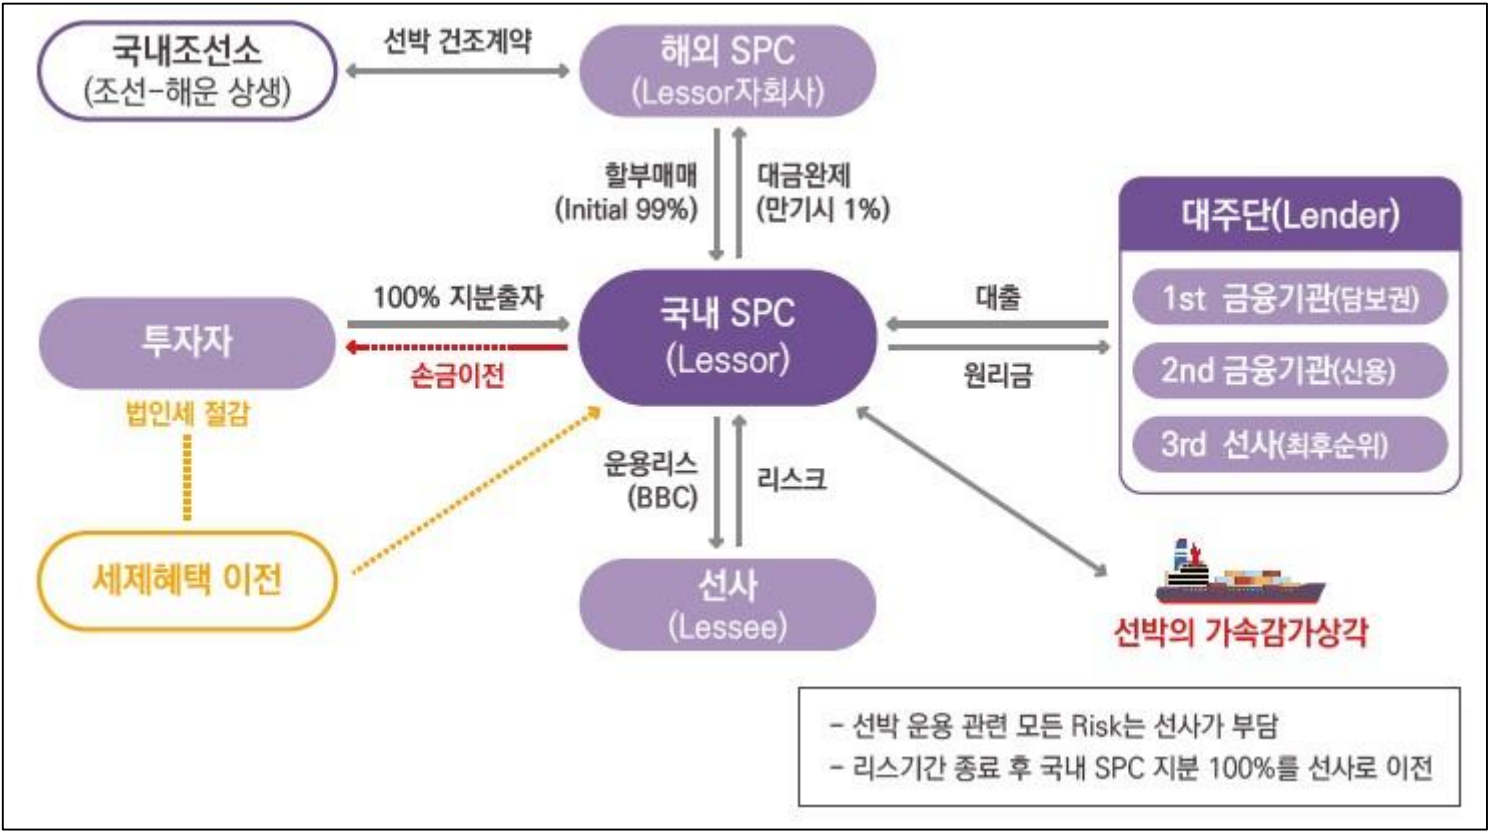 국내조선소
(조선-해운 상생)
선박 건조계약
해외 SPC
(Lessor자회사)
할부매매
(Initial 99%)
대금완제
(만기시 1%)
대주단(Lender)
1st 금융기관(담보권)
2nd 금융기관(신용)
3rd 선사(최후순위)
투자자
100% 지분출자
손금이전
국내 SPC
(Lessor)
대출
원리금
법인세 절감
세제혜택 이전
운용리스
(BBC)
리스크
선사
(Lessee)
선박의 가속감가상각
- 선박 운용 관련 모든 Risk는 선사가 부담
- 리스기간 종료 후 국내 SPC 지분 100%를 선사로 이전